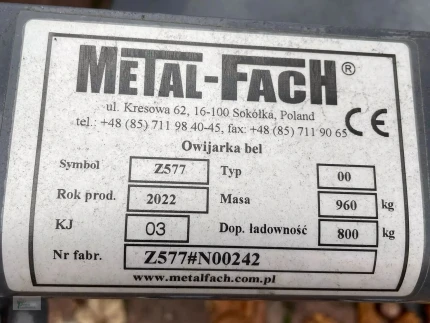 METAL-FACH®
ul. Kresowa 62, 16-100 Sokółka, Poland
tel.: +48 (85) 711 98 40-45, fax: +48 (85) 711 90 65
CE
Owijarka bel
Symbol Z577 Typ 00
Rok prod. 2022 Masa 960 kg
KJ 03 Dop. ładowność 800 kg
Nr fabr. Z577#N00242
www.metalfach.com.pl